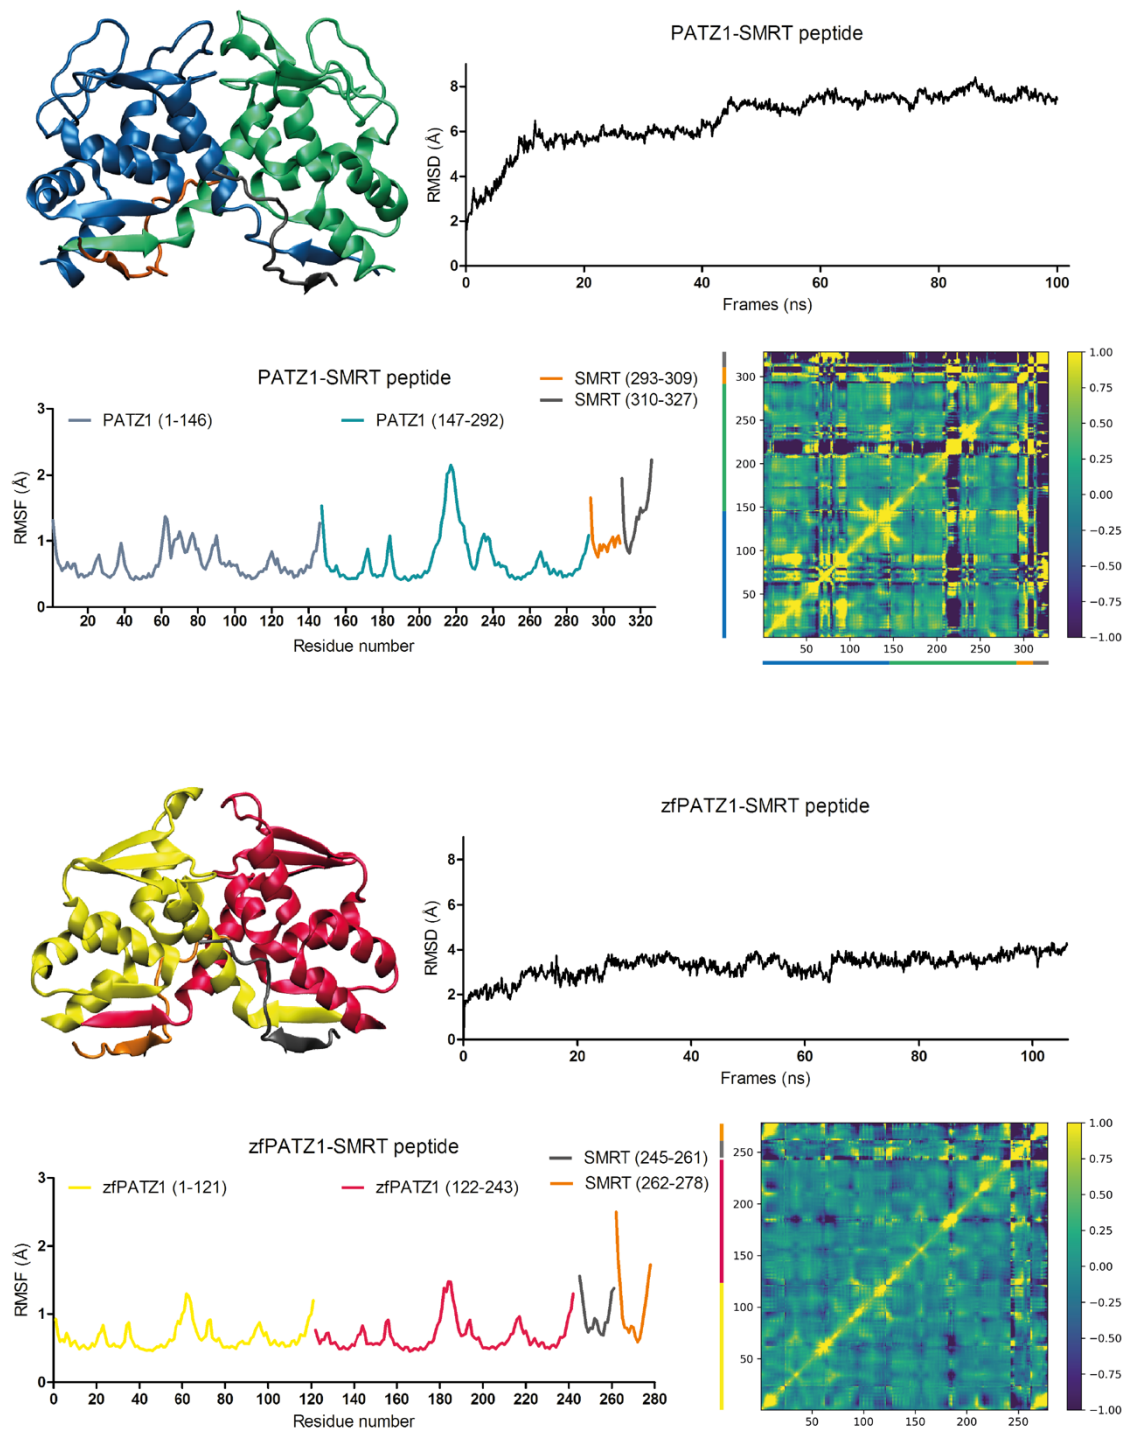 PATZ1-SMRT peptide
RMSD (Å)
8
6
4
2
0
0 20 40 60 80 100
Frames (ns)
PATZ1-SMRT peptide
SMRT (293-309)
SMRT (310-327)
PATZ1 (1-146)
PATZ1 (147-292)
RMSF (Å)
3
2
1
0
20 40 60 80 100 120 140 160 180 200 220 240 260 280 300 320
Residue number
300
250
200
150
100
50
50 100 150 200 250 300
1.00
0.75
0.50
0.25
0.00
−0.25
−0.50
−0.75
−1.00
zfPATZ1-SMRT peptide
RMSD (Å)
8
6
4
2
0
0 20 40 60 80 100
Frames (ns)
zfPATZ1-SMRT peptide
SMRT (245-261)
SMRT (262-278)
zfPATZ1 (1-121)
zfPATZ1 (122-243)
RMSF (Å)
3
2
1
0
0 20 40 60 80 100 120 140 160 180 200 220 240 260 280
Residue number
250
200
150
100
50
50 100 150 200 250
1.00
0.75
0.50
0.25
0.00
−0.25
−0.50
−0.75
−1.00